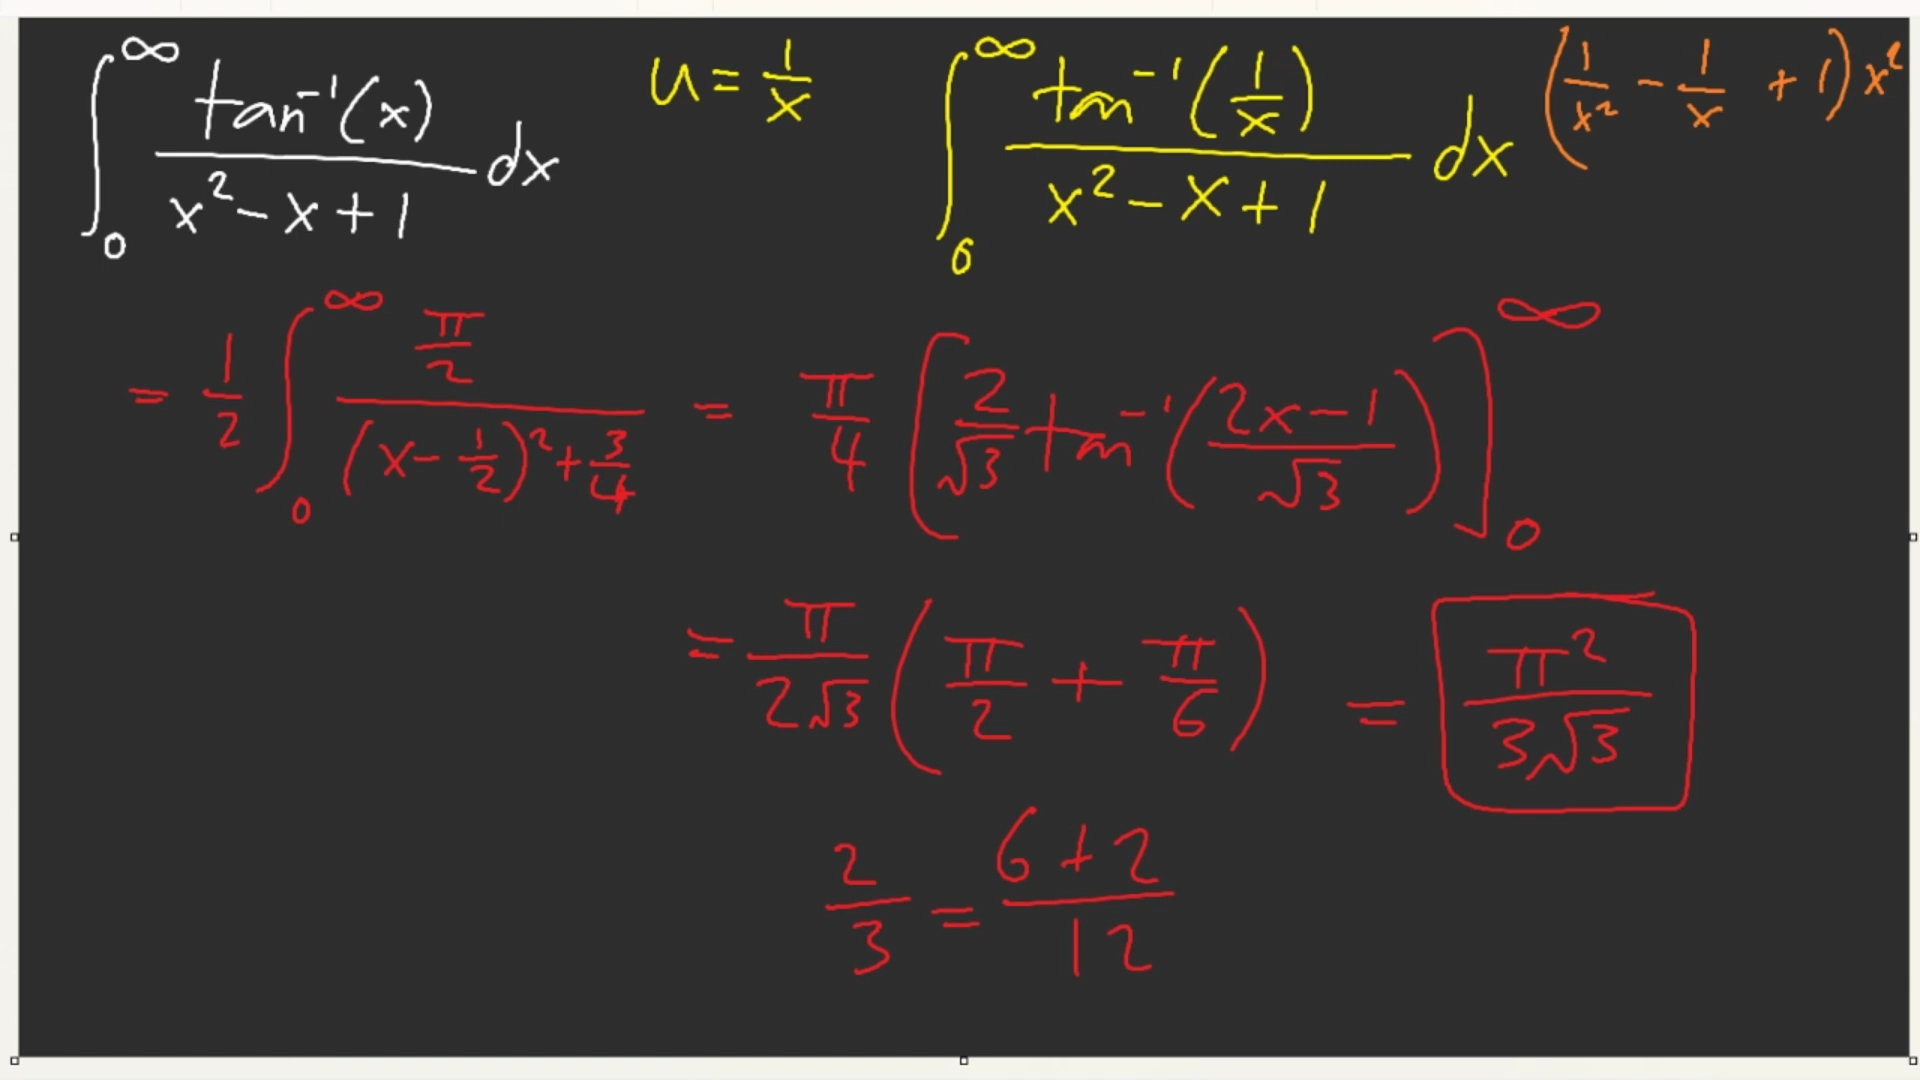 ∫₀^∞ tan⁻¹(x) / (x² − x + 1) dx   u = 1/x   ∫₀^∞ tan⁻¹(1/x) / (x² − x + 1) dx   (1/x² − 1/x + 1) x²
= 1/2 ∫₀^∞ (π/2) / ((x − 1/2)² + 3/4) = π/4 [2/√3 tan⁻¹((2x − 1)/√3)]₀^∞
= π/(2√3) (π/2 + π/6) = π²/(3√3)
2/3 = (6 + 2)/12